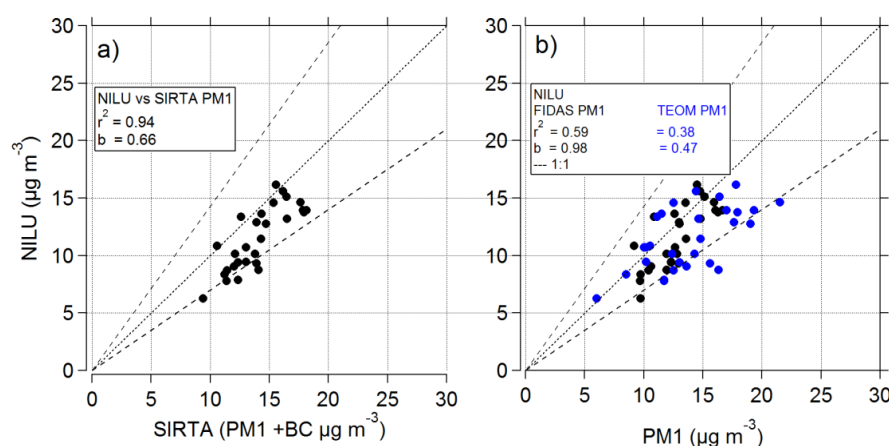 a)
NILU vs SIRTA PM1
r² = 0.94
b = 0.66
NILU (µg m⁻³)
30
25
20
15
10
5
0
0 5 10 15 20 25 30
SIRTA (PM1 +BC µg m⁻³)
b)
NILU
FIDAS PM1 TEOM PM1
r² = 0.59 = 0.38
b = 0.98 = 0.47
--- 1:1
30
25
20
15
10
5
0
0 5 10 15 20 25 30
PM1 (µg m⁻³)